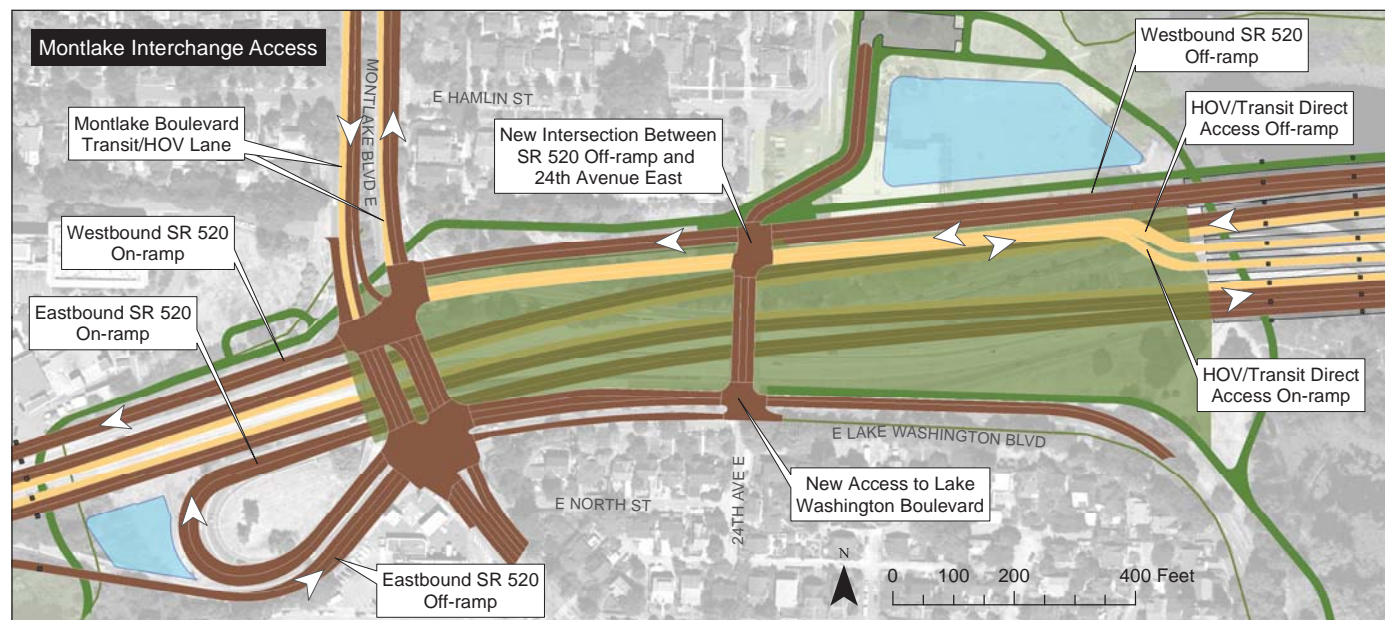 Montlake Interchange Access
Westbound SR 520
Off-ramp
MONTLAKE BLVD E
E HAMLIN ST
HOV/Transit Direct
Access Off-ramp
Montlake Boulevard
Transit/HOV Lane
New Intersection Between
SR 520 Off-ramp and
24th Avenue East
Westbound SR 520
On-ramp
Eastbound SR 520
On-ramp
HOV/Transit Direct
Access On-ramp
E LAKE WASHINGTON BLVD
E NORTH ST
24TH AVE E
New Access to Lake
Washington Boulevard
Eastbound SR 520
Off-ramp
N
0 100 200 400 Feet